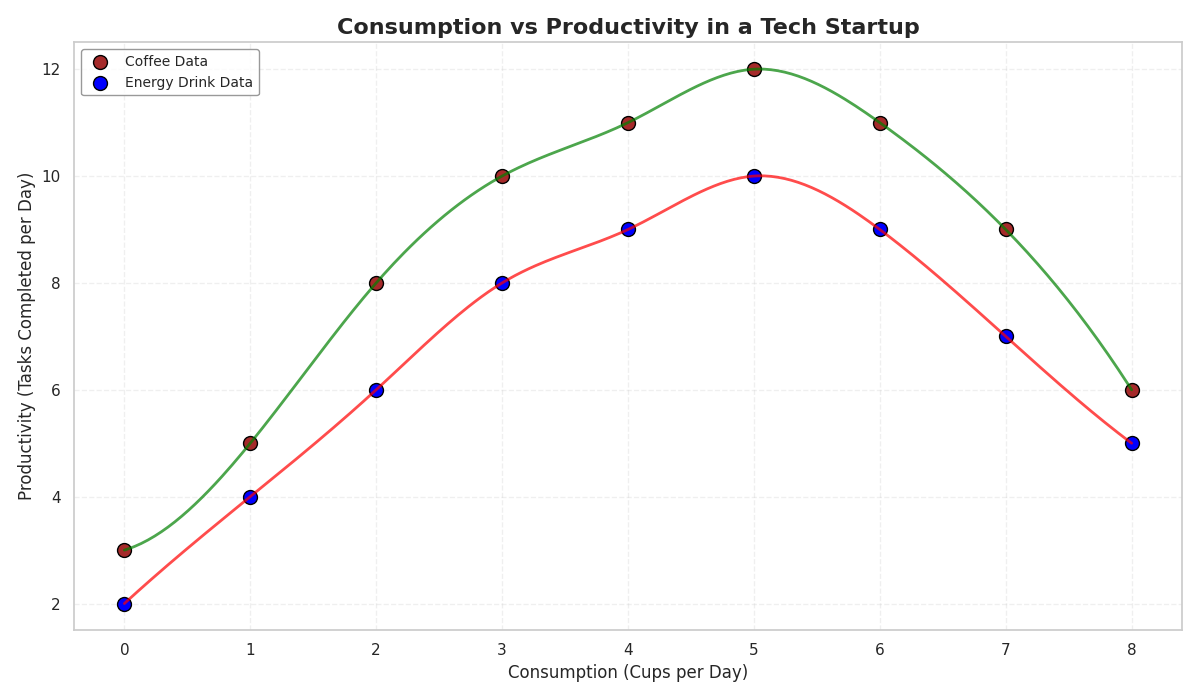 Consumption vs Productivity in a Tech Startup
Coffee Data
Energy Drink Data
Productivity (Tasks Completed per Day)
12
10
8
6
4
2
0 1 2 3 4 5 6 7 8
Consumption (Cups per Day)